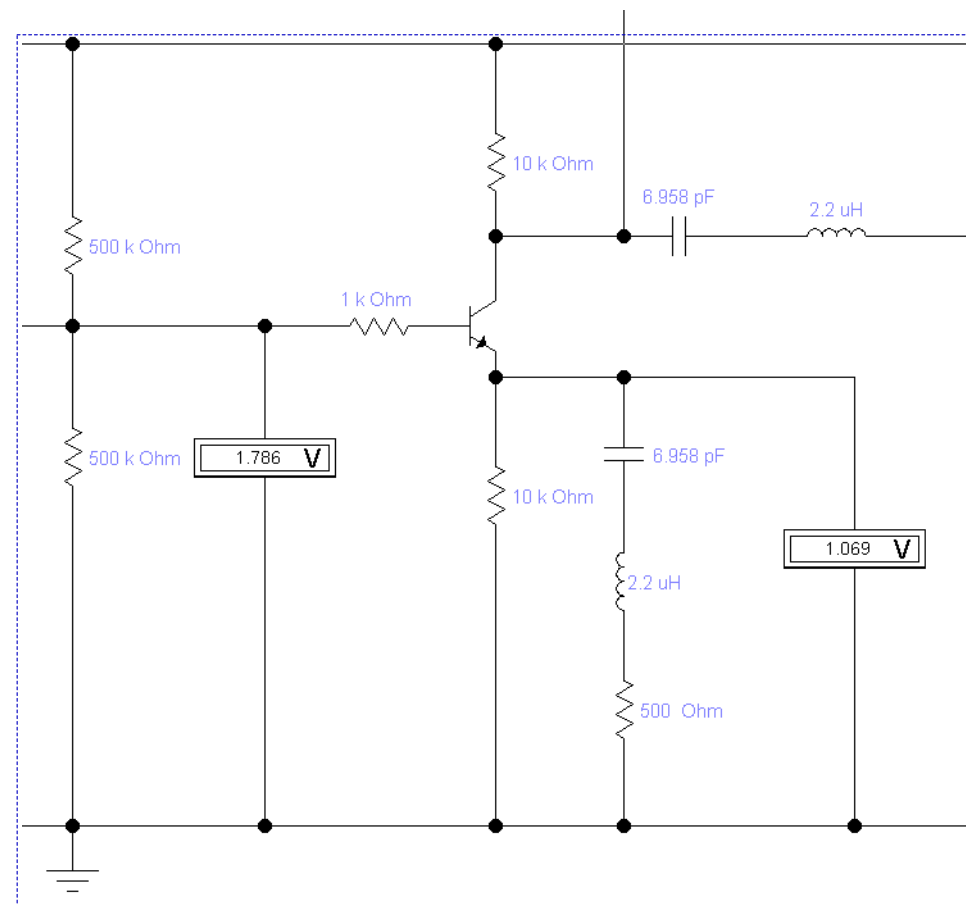 10 k Ohm
6.958 pF
2.2 uH
500 k Ohm
1 k Ohm
500 k Ohm
1.786 V
6.958 pF
10 k Ohm
1.069 V
2.2 uH
500 Ohm